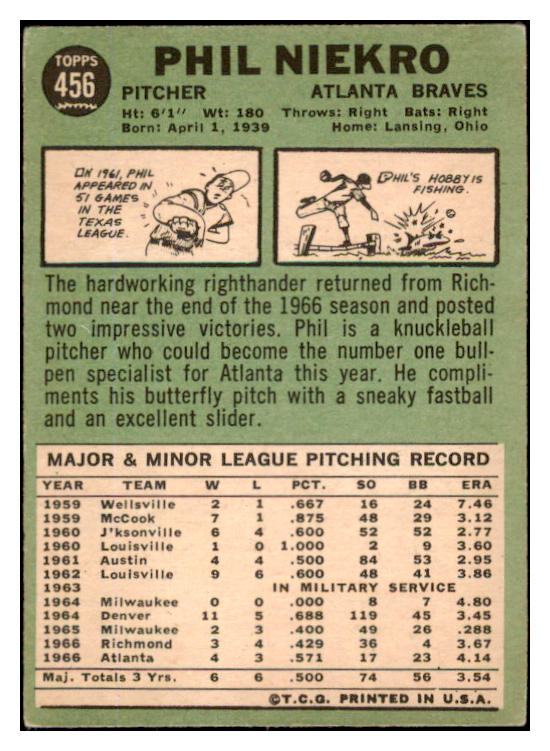 TOPPS
456
PHIL NIEKRO
PITCHER ATLANTA BRAVES
Ht: 6'1" Wt: 180 Throws: Right Bats: Right
Born: April 1, 1939 Home: Lansing, Ohio
IN 1961, PHIL
APPEARED IN
51 GAMES
IN THE
TEXAS
LEAGUE.
PHIL'S HOBBY IS
FISHING.
The hardworking righthander returned from Rich-
mond near the end of the 1966 season and posted
two impressive victories. Phil is a knuckleball
pitcher who could become the number one bull-
pen specialist for Atlanta this year. He compli-
ments his butterfly pitch with a sneaky fastball
and an excellent slider.
MAJOR & MINOR LEAGUE PITCHING RECORD
YEAR TEAM W L PCT. SO BB ERA
1959 Wellsville 2 1 .667 16 24 7.46
1959 McCook 7 1 .875 48 29 3.12
1960 J'ksonville 6 4 .600 52 52 2.77
1960 Louisville 1 0 1.000 2 9 3.60
1961 Austin 4 4 .500 84 53 2.95
1962 Louisville 9 6 .600 48 41 3.86
1963 IN MILITARY SERVICE
1964 Milwaukee 0 0 .000 8 7 4.80
1964 Denver 11 5 .688 119 45 3.45
1965 Milwaukee 2 3 .400 49 26 .288
1966 Richmond 3 4 .429 36 4 3.67
1966 Atlanta 4 3 .571 17 23 4.14
Maj. Totals 3 Yrs. 6 6 .500 74 56 3.54
©T.C.G. PRINTED IN U.S.A.